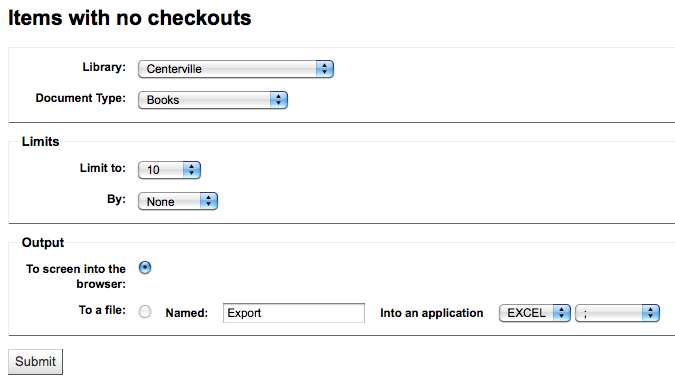 Items with no checkouts
Library: Centerville
Document Type: Books
Limits
Limit to: 10
By: None
Output
To screen into the
browser:
To a file: Named: Export Into an application EXCEL ;
Submit